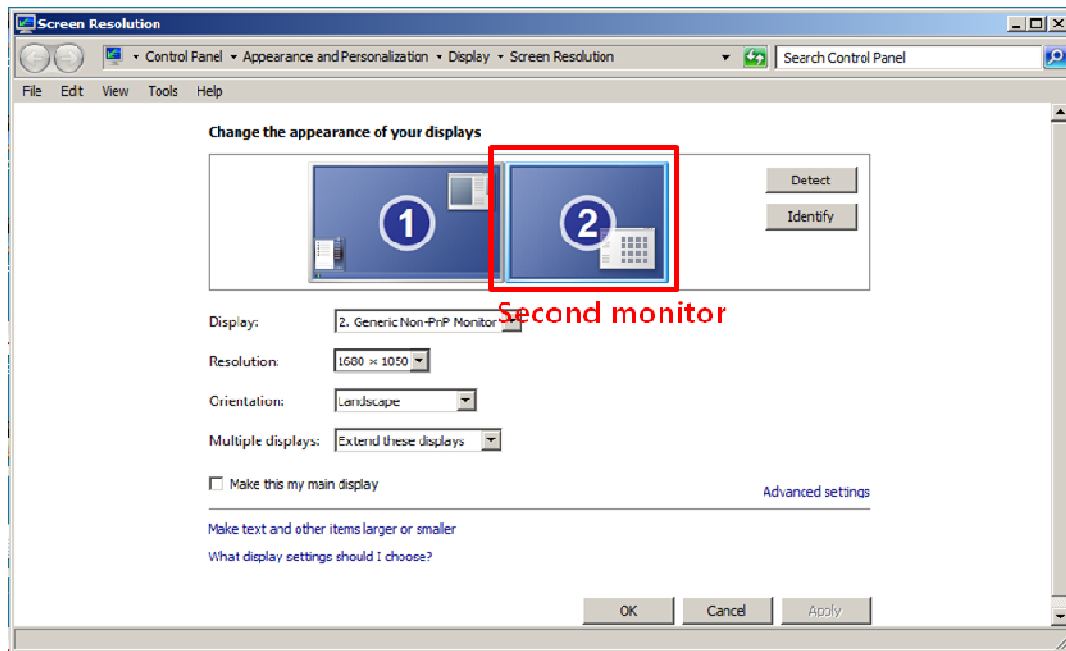 Screen Resolution
Control Panel Appearance and Personalization Display Screen Resolution Search Control Panel
File Edit View Tools Help
Change the appearance of your displays
1 2
Detect
Identify
Second monitor
Display: 2. Generic Non-PnP Monitor
Resolution: 1680 × 1050
Orientation: Landscape
Multiple displays: Extend these displays
Make this my main display
Advanced settings
Make text and other items larger or smaller
What display settings should I choose?
OK Cancel Apply